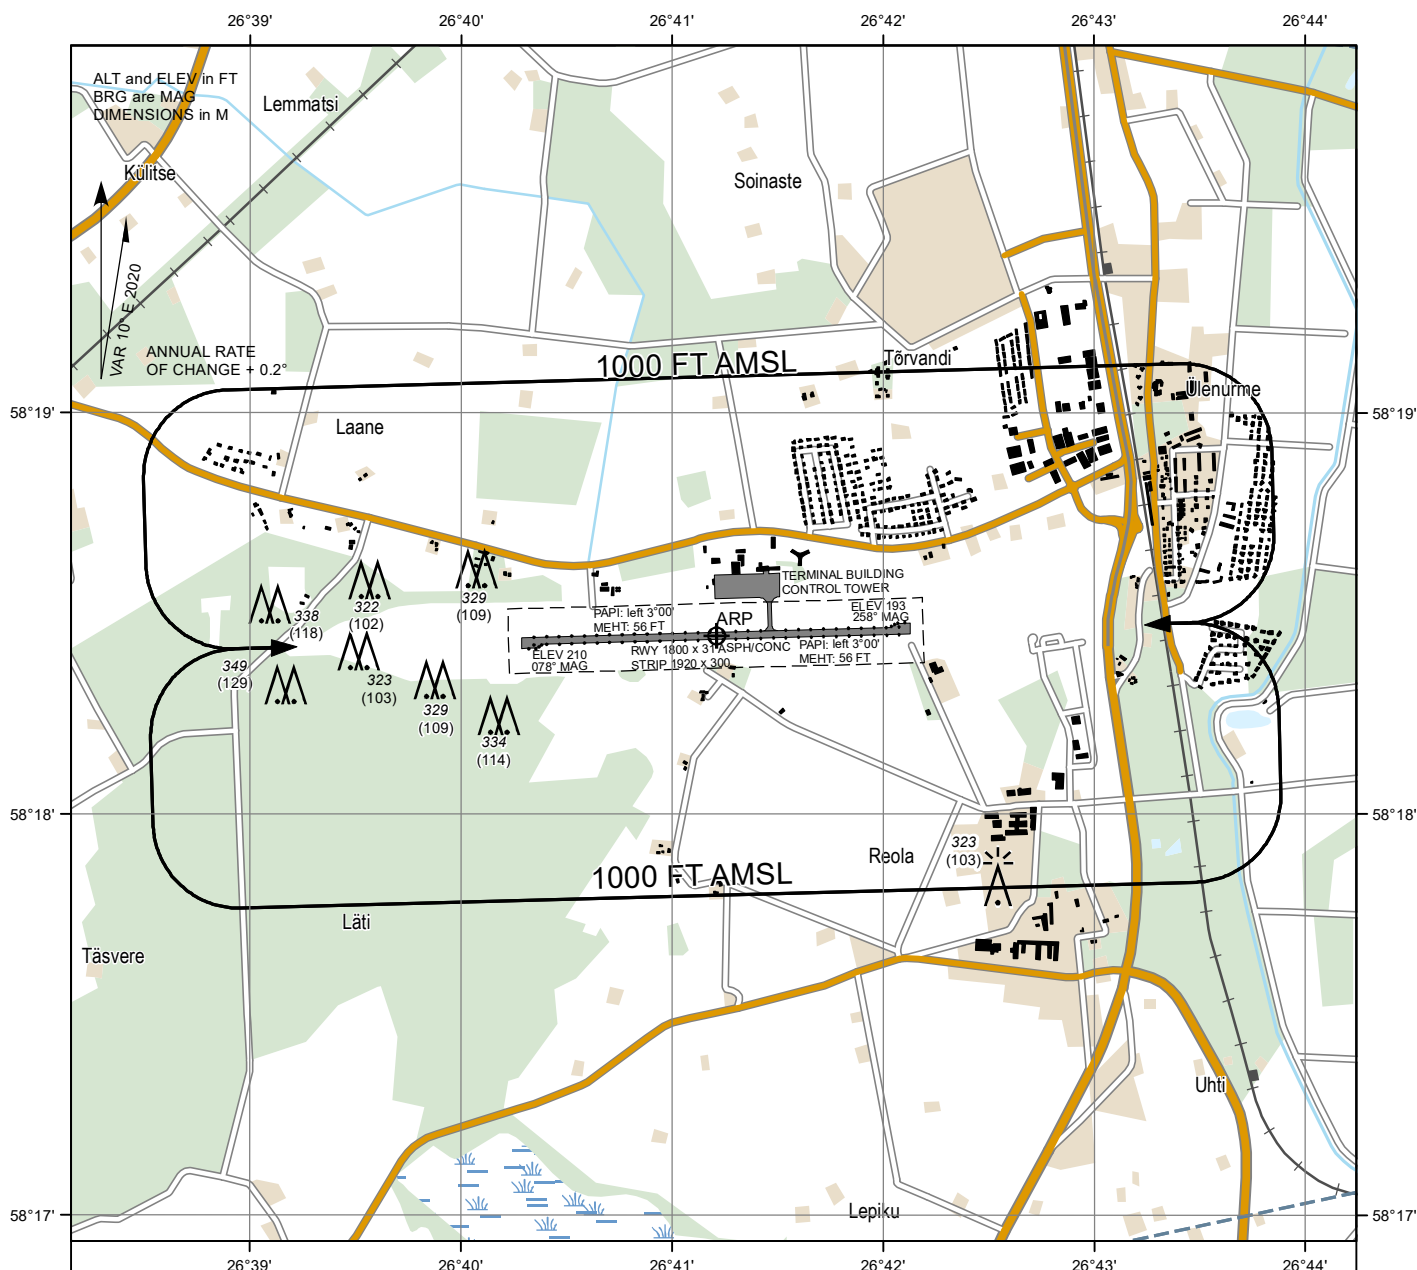 26°39' 26°40' 26°41' 26°42' 26°43' 26°44'
ALT and ELEV in FT
BRG are MAG
DIMENSIONS in M
Lemmatsi
Külitse
Soinaste
VAR 10° E 2020
ANNUAL RATE
OF CHANGE + 0.2°
1000 FT AMSL
Tõrvandi
Ülenurme
58°19' 58°19'
Laane
TERMINAL BUILDING
CONTROL TOWER
338
(118)
322
(102)
329
(109)
PAPI: left 3°00'
MEHT: 56 FT
ARP
ELEV 193
258° MAG
349
(129)
323
(103)
ELEV 210
078° MAG
RWY 1800 x 31 ASPH/CONC
STRIP 1920 x 300
PAPI: left 3°00'
MEHT: 56 FT
329
(109)
334
(114)
58°18' 58°18'
Reola
323
(103)
1000 FT AMSL
Läti
Täsvere
Uhti
Lepiku
58°17' 58°17'
26°39' 26°40' 26°41' 26°42' 26°43' 26°44'